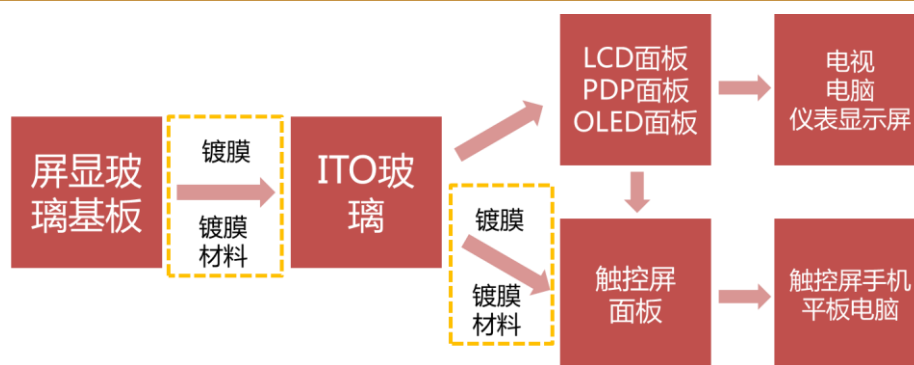 屏显玻
璃基板
镀膜
镀膜
材料
ITO玻
璃
镀膜
镀膜
材料
LCD面板
PDP面板
OLED面板
电视
电脑
仪表显示屏
触控屏
面板
触控屏手机
平板电脑